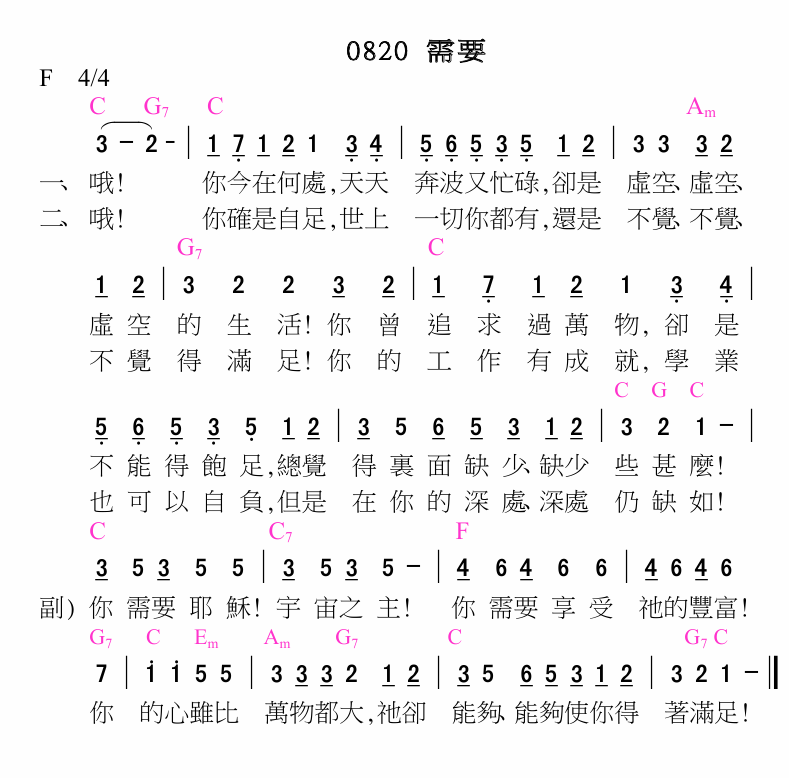 0820 需要
F 4/4
C G7 C Am
3 – 2 - | 1 7 1 2 1 3 4 | 5 6 5 3 5 1 2 | 3 3 3 2
一、哦! 你今在何處,天天 奔波又忙碌,卻是 虛空、虛空、
二、哦! 你確是自足,世上 一切你都有,還是 不覺、不覺、
G7 C
1 2 | 3 2 2 3 2 | 1 7 1 2 1 3 4 |
虛 空 的 生 活! 你 曾 追 求 過 萬 物, 卻 是
不 覺 得 滿 足! 你 的 工 作 有 成 就, 學 業
C G C
5 6 5 3 5 1 2 | 3 5 6 5 3 1 2 | 3 2 1 – |
不 能 得 飽 足,總覺 得 裏 面 缺 少、缺少 些 甚 麼!
也 可 以 自 負,但是 在 你 的 深 處、深處 仍 缺 如!
C C7 F
3 5 3 5 5 | 3 5 3 5 – | 4 6 4 6 6 | 4 6 4 6
副) 你 需要 耶 穌! 宇 宙之 主! 你 需要 享 受 祂的豐富!
G7 C Em Am G7 C G7 C
7 | i i 5 5 | 3 3 3 2 1 2 | 3 5 6 5 3 1 2 | 3 2 1 – ||
你 的心雖比 萬物都大,祂卻 能夠、能夠使你得 著滿足!